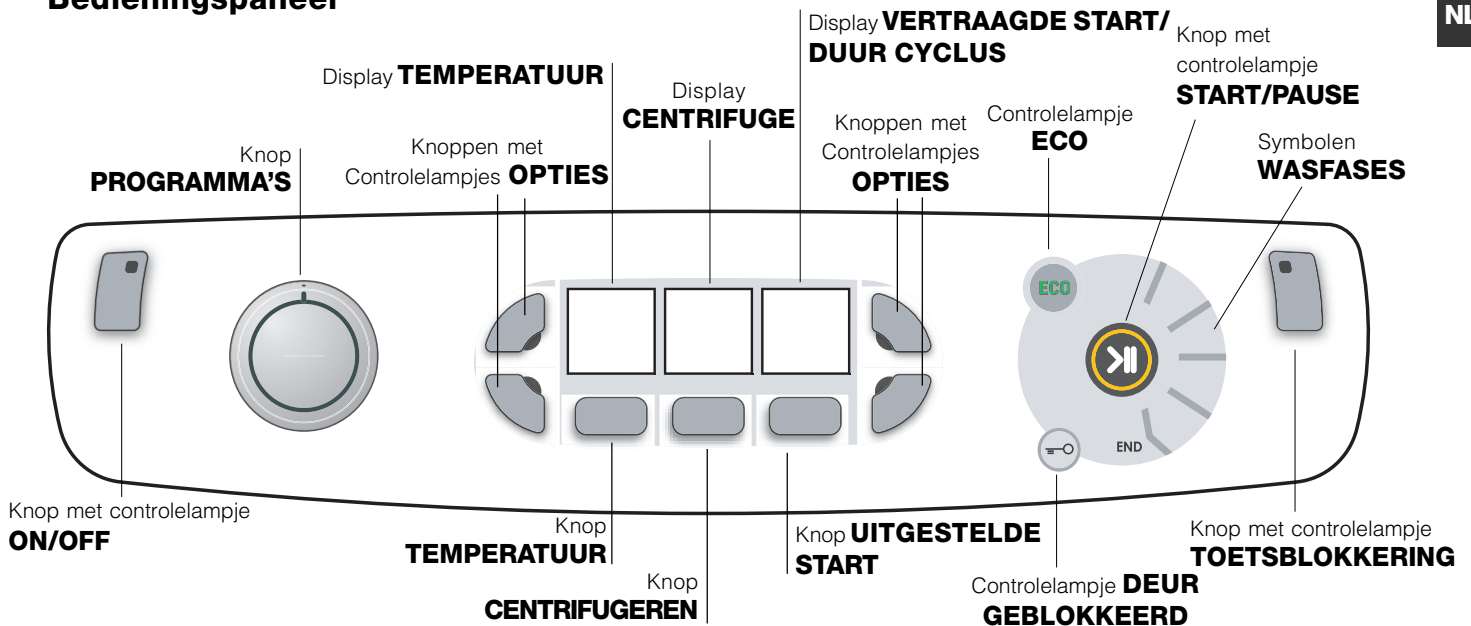 Bedieningspaneel
NL
Display VERTRAAGDE START/
DUUR CYCLUS
Knop met
controlelampje
START/PAUSE
Display TEMPERATUUR
Display
CENTRIFUGE
Knoppen met
Controlelampjes
OPTIES
Controlelampje
ECO
Symbolen
WASFASES
Knop
PROGRAMMA'S
Knoppen met
Controlelampjes OPTIES
ECO
END
Knop met controlelampje
ON/OFF
Knop
TEMPERATUUR
Knop
CENTRIFUGEREN
Knop UITGESTELDE
START
Controlelampje DEUR
GEBLOKKEERD
Knop met controlelampje
TOETSBLOKKERING